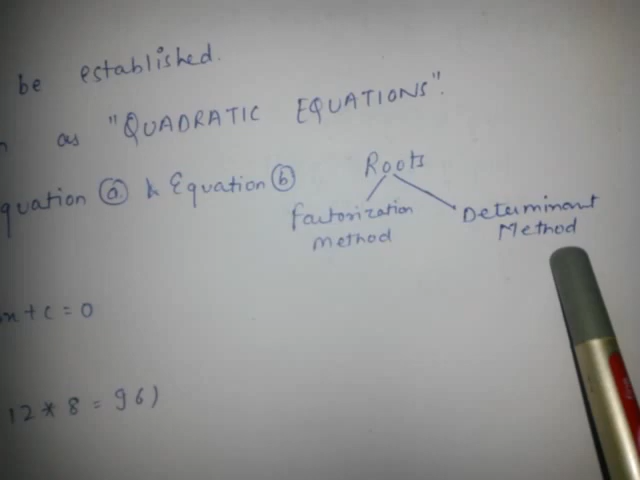 be established.
as "QUADRATIC EQUATIONS".
quation ⓐ & Equation ⓑ
Roots
factorization
method
Determinant
Method
x + c = 0
12 * 8 = 96)